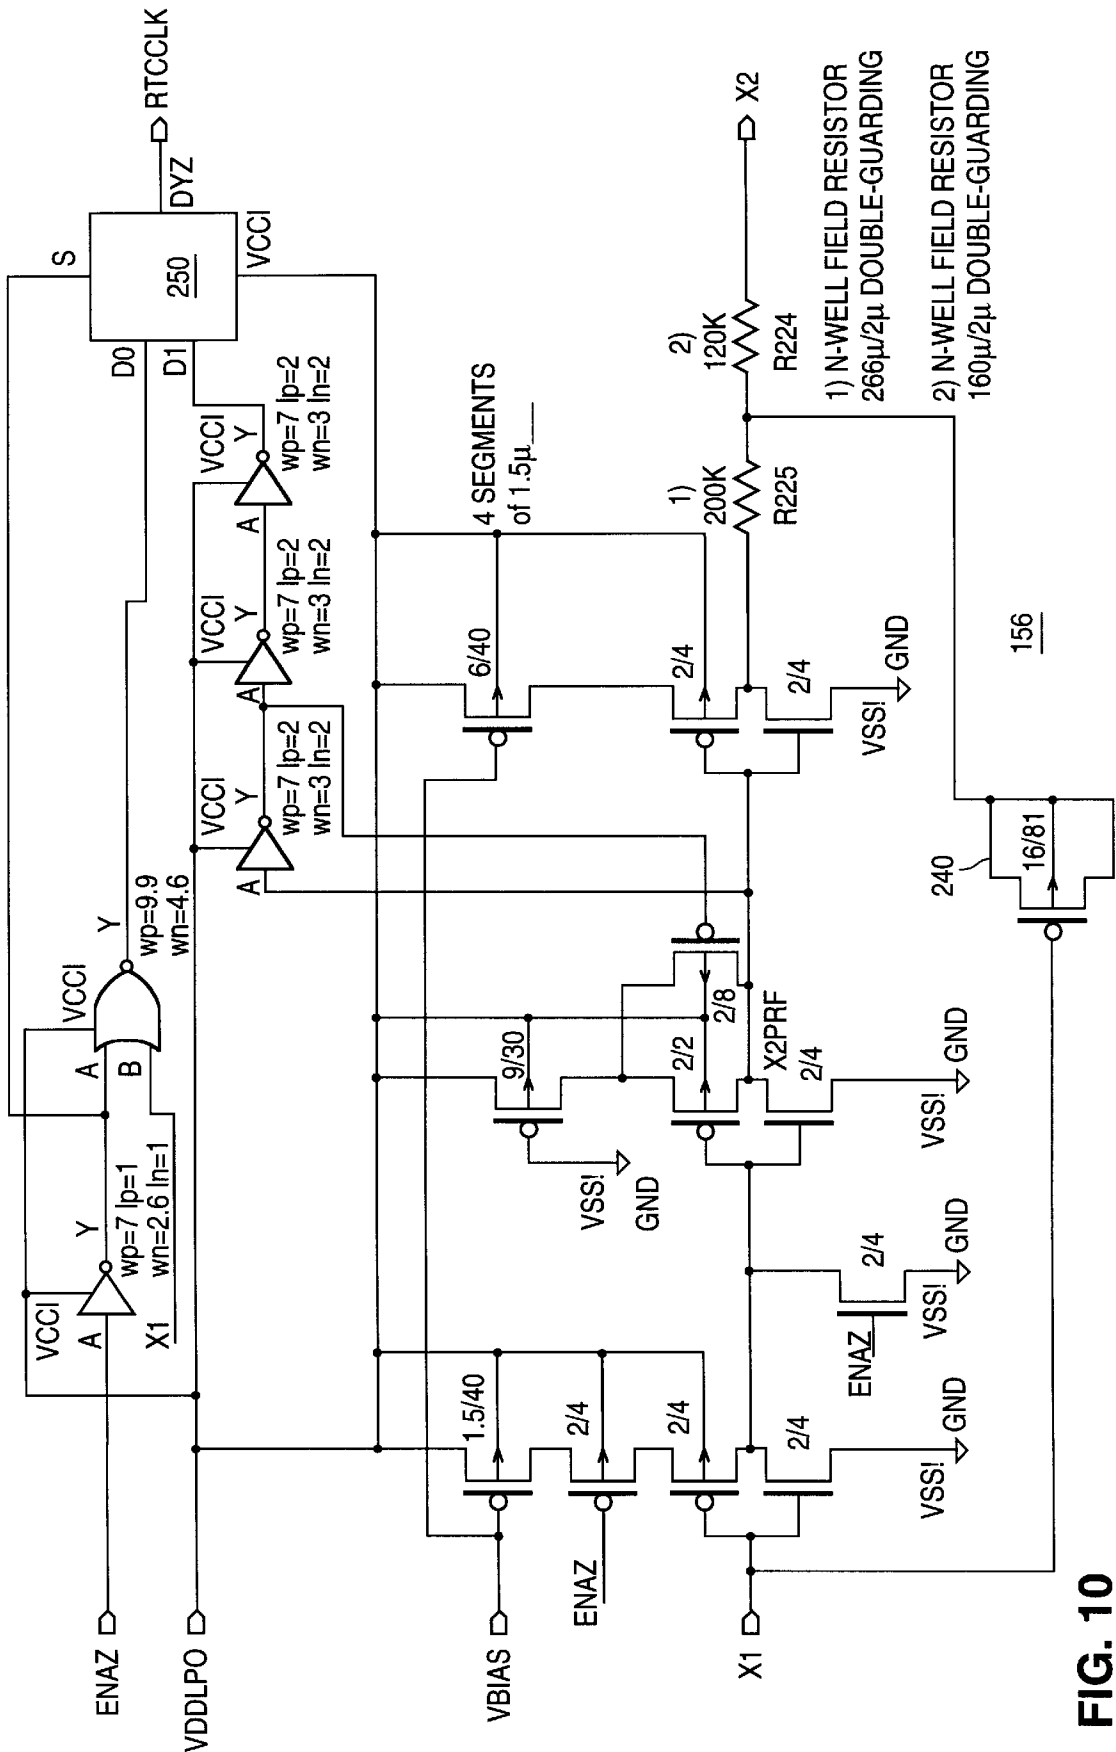 ENAZ
VDDLPO
VBIAS
ENAZ
X1
VCCI
A
Y
wp=7 lp=1
wn=2.6 ln=1
X1
VCCI
A
B
Y
wp=9.9
wn=4.6
VCCI
A
Y
wp=7 lp=2
wn=3 ln=2
VCCI
A
Y
wp=7 lp=2
wn=3 ln=2
VCCI
A
Y
wp=7 lp=2
wn=3 ln=2
S
D0
D1
250
VCCI
DYZ
RTCCLK
1.5/40
2/4
2/4
2/4
VSS!
GND
ENAZ
2/4
VSS!
GND
9/30
VSS!
GND
2/2
2/8
X2PRF
2/4
VSS!
GND
6/40
4 SEGMENTS
of 1.5µ
2/4
2/4
VSS!
GND
1)
200K
R225
2)
120K
R224
X2
1) N-WELL FIELD RESISTOR
266µ/2µ DOUBLE-GUARDING
2) N-WELL FIELD RESISTOR
160µ/2µ DOUBLE-GUARDING
240
16/81
156
FIG. 10